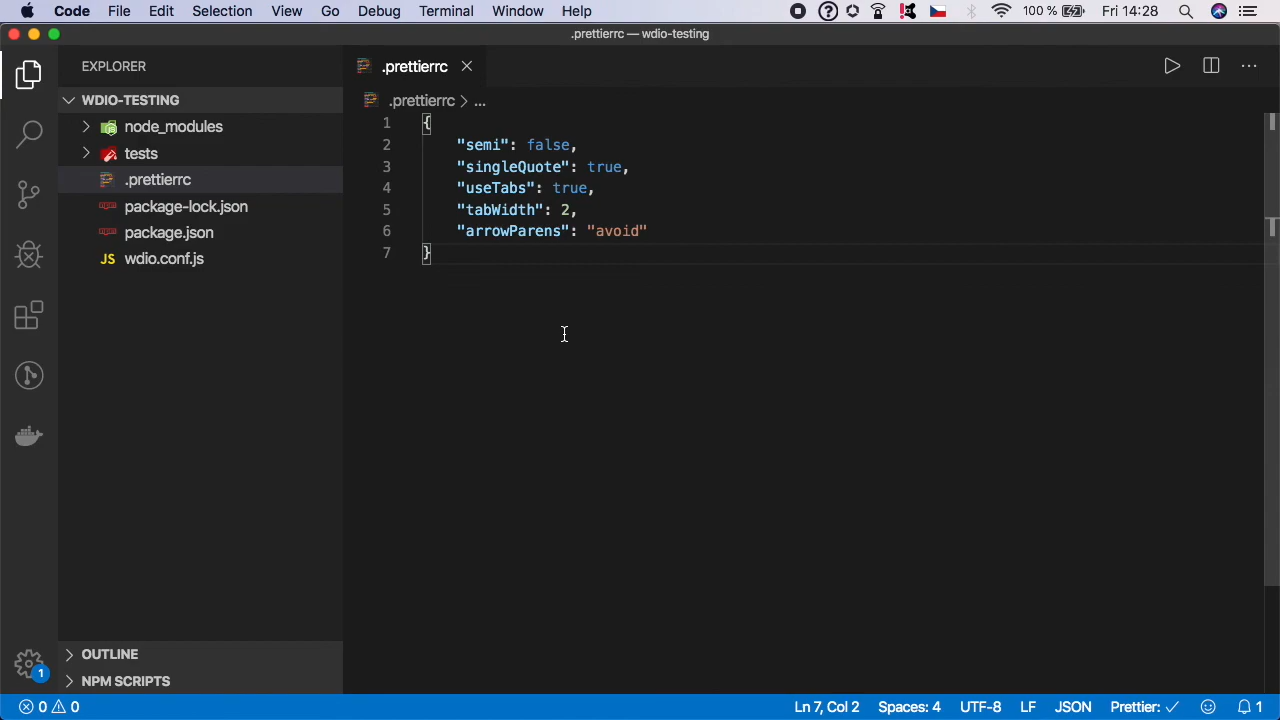 Code File Edit Selection View Go Debug Terminal Window Help 100 % Fri 14:28
.prettierrc — wdio-testing
EXPLORER
WDIO-TESTING
node_modules
tests
.prettierrc
package-lock.json
package.json
JS wdio.conf.js
OUTLINE
NPM SCRIPTS
.prettierrc
.prettierrc > ...
1 {
2 "semi": false,
3 "singleQuote": true,
4 "useTabs": true,
5 "tabWidth": 2,
6 "arrowParens": "avoid"
7 }
1
0 0 Ln 7, Col 2 Spaces: 4 UTF-8 LF JSON Prettier: ✓ 1